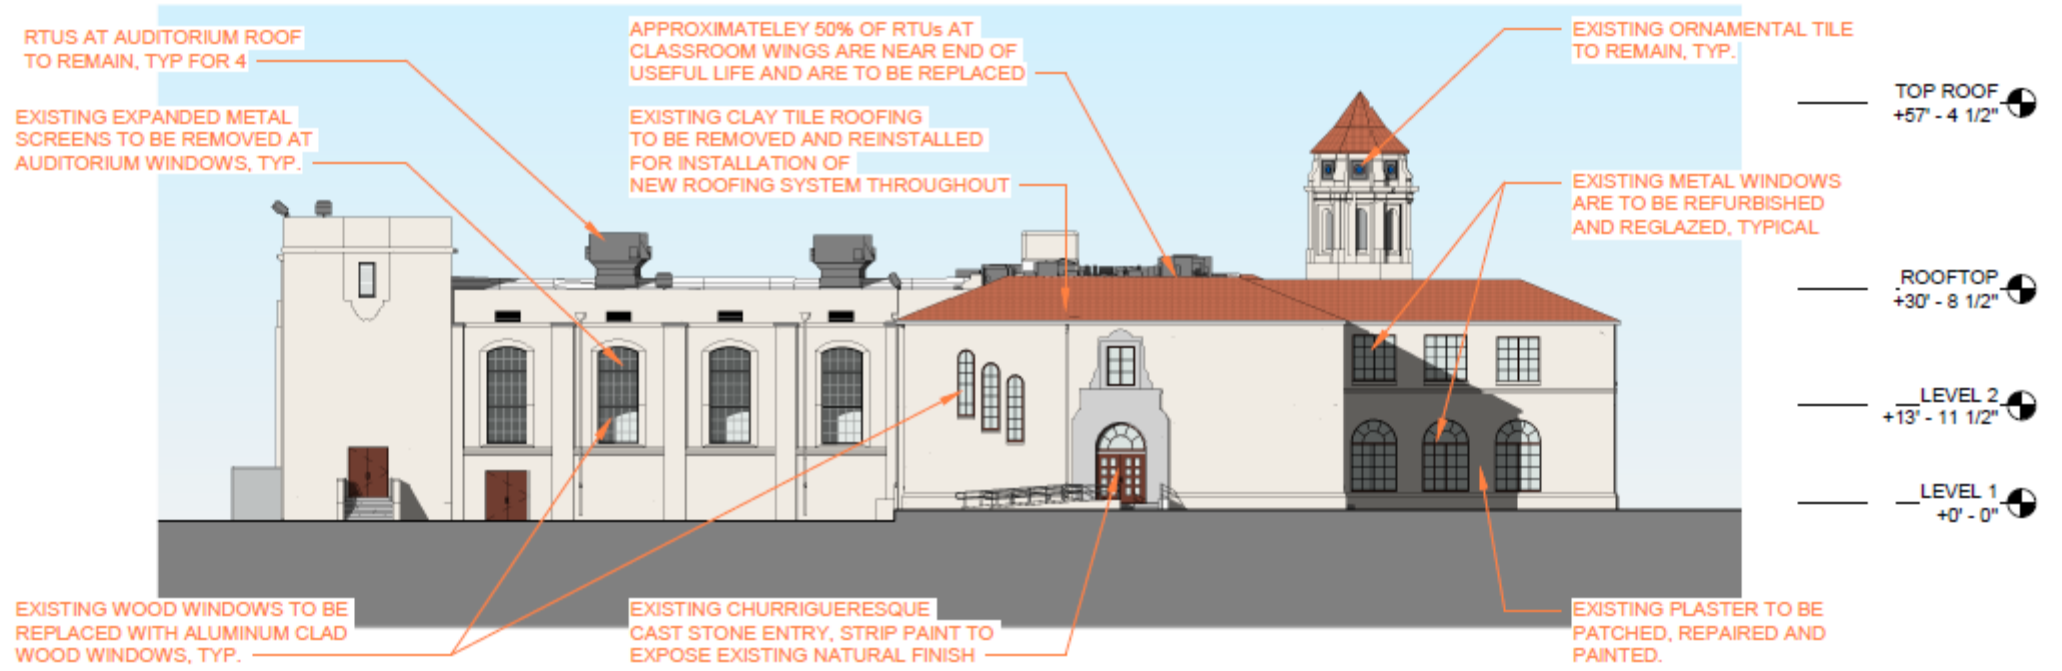 RTUS AT AUDITORIUM ROOF
TO REMAIN, TYP FOR 4
EXISTING EXPANDED METAL
SCREENS TO BE REMOVED AT
AUDITORIUM WINDOWS, TYP.
APPROXIMATELEY 50% OF RTUs AT
CLASSROOM WINGS ARE NEAR END OF
USEFUL LIFE AND ARE TO BE REPLACED
EXISTING CLAY TILE ROOFING
TO BE REMOVED AND REINSTALLED
FOR INSTALLATION OF
NEW ROOFING SYSTEM THROUGHOUT
EXISTING ORNAMENTAL TILE
TO REMAIN, TYP.
EXISTING METAL WINDOWS
ARE TO BE REFURBISHED
AND REGLAZED, TYPICAL
TOP ROOF
+57' - 4 1/2"
ROOFTOP
+30' - 8 1/2"
LEVEL 2
+13' - 11 1/2"
LEVEL 1
+0' - 0"
EXISTING WOOD WINDOWS TO BE
REPLACED WITH ALUMINUM CLAD
WOOD WINDOWS, TYP.
EXISTING CHURRIGUERESQUE
CAST STONE ENTRY, STRIP PAINT TO
EXPOSE EXISTING NATURAL FINISH
EXISTING PLASTER TO BE
PATCHED, REPAIRED AND
PAINTED.